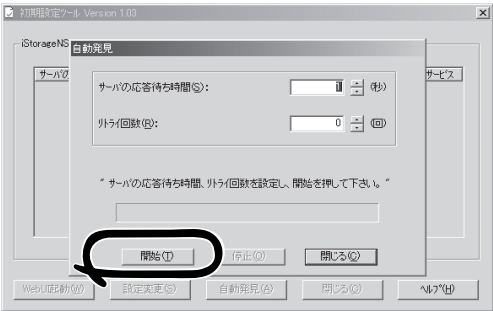 初期設定ツール Version 1.03
iStorageNS
自動発見
サーバの
サービス
サーバの応答待ち時間(S): 1 (秒)
リトライ回数(R): 0 (回)
" サーバの応答待ち時間、リトライ回数を設定し、開始を押して下さい。"
開始(T) 停止(O) 閉じる(C)
WebUI起動(W) 設定変更(S) 自動発見(A) 閉じる(C) ヘルプ(H)